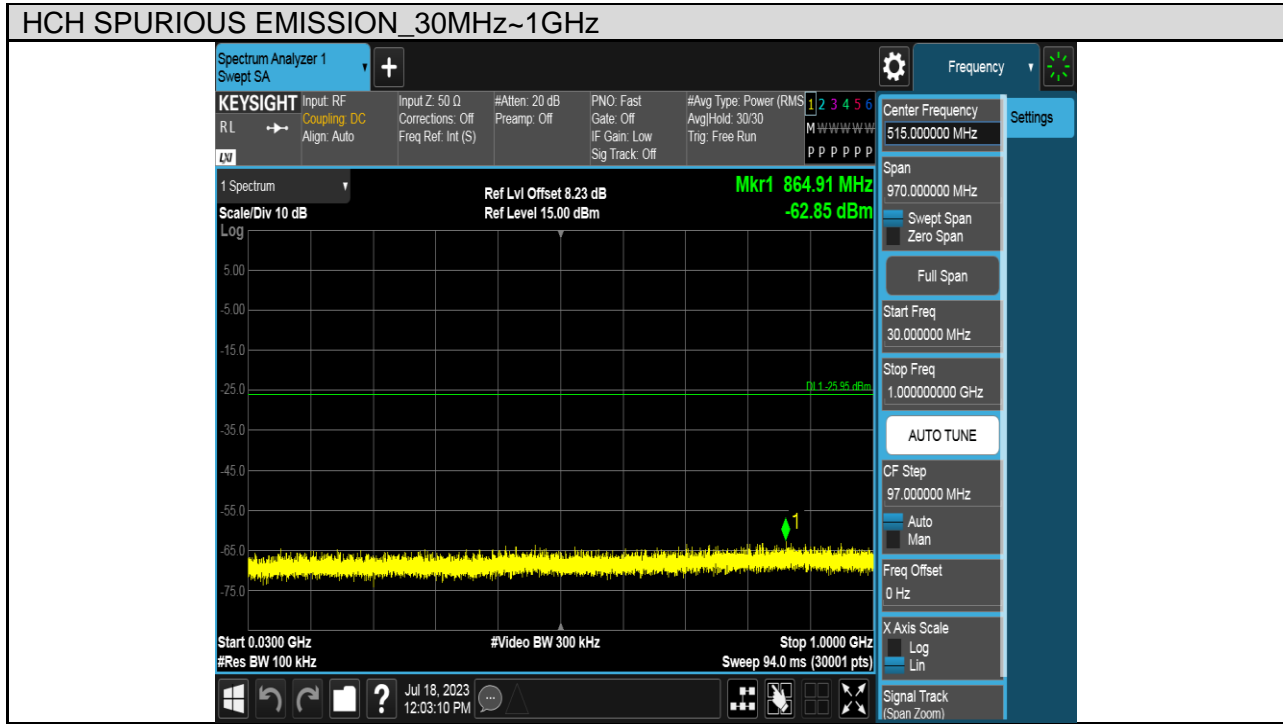 HCH SPURIOUS EMISSION_30MHz~1GHz
Spectrum Analyzer 1
Swept SA
Frequency
KEYSIGHT
RL
LXI
Input: RF
Coupling: DC
Align: Auto
Input Z: 50 Ω
Corrections: Off
Freq Ref: Int (S)
#Atten: 20 dB
Preamp: Off
PNO: Fast
Gate: Off
IF Gain: Low
Sig Track: Off
#Avg Type: Power (RMS
Avg|Hold: 30/30
Trig: Free Run
1 2 3 4 5 6
M W W W W W
P P P P P P
Center Frequency
515.000000 MHz
Settings
1 Spectrum
Scale/Div 10 dB
Log
Ref Lvl Offset 8.23 dB
Ref Level 15.00 dBm
Mkr1 864.91 MHz
-62.85 dBm
Span
970.000000 MHz
Swept Span
Zero Span
Full Span
Start Freq
30.000000 MHz
Stop Freq
1.000000000 GHz
AUTO TUNE
CF Step
97.000000 MHz
Auto
Man
Freq Offset
0 Hz
X Axis Scale
Log
Lin
Signal Track
(Span Zoom)
5.00
-5.00
-15.0
-25.0
DL1 -25.95 dBm
-35.0
-45.0
-55.0
1
-65.0
-75.0
Start 0.0300 GHz
#Video BW 300 kHz
Stop 1.0000 GHz
#Res BW 100 kHz
Sweep 94.0 ms (30001 pts)
?
Jul 18, 2023
12:03:10 PM